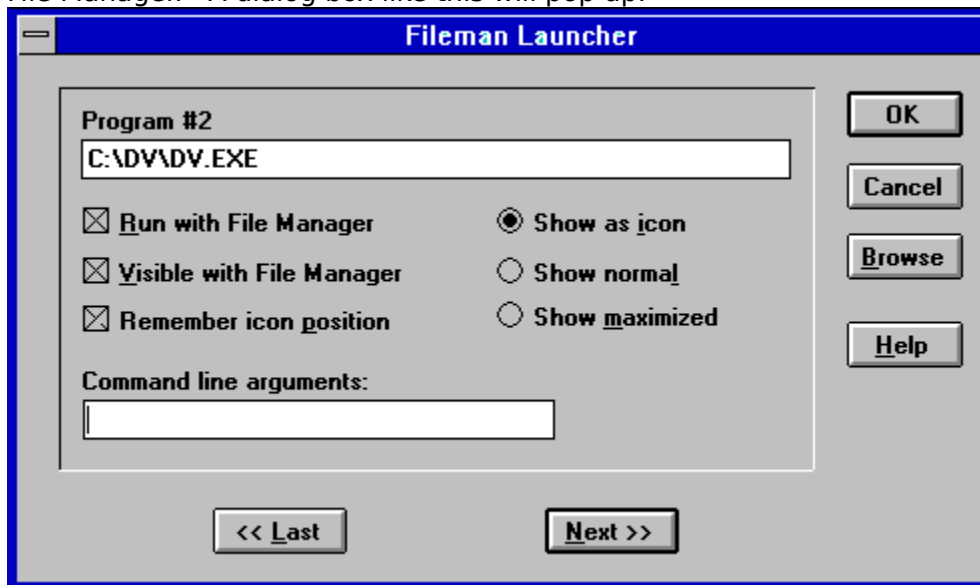 File Manager. A dialog box like this will pop up:
Fileman Launcher
Program #2
C:\DV\DV.EXE
Run with File Manager
Visible with File Manager
Remember icon position
Show as icon
Show normal
Show maximized
Command line arguments:
<< Last
Next >>
OK
Cancel
Browse
Help